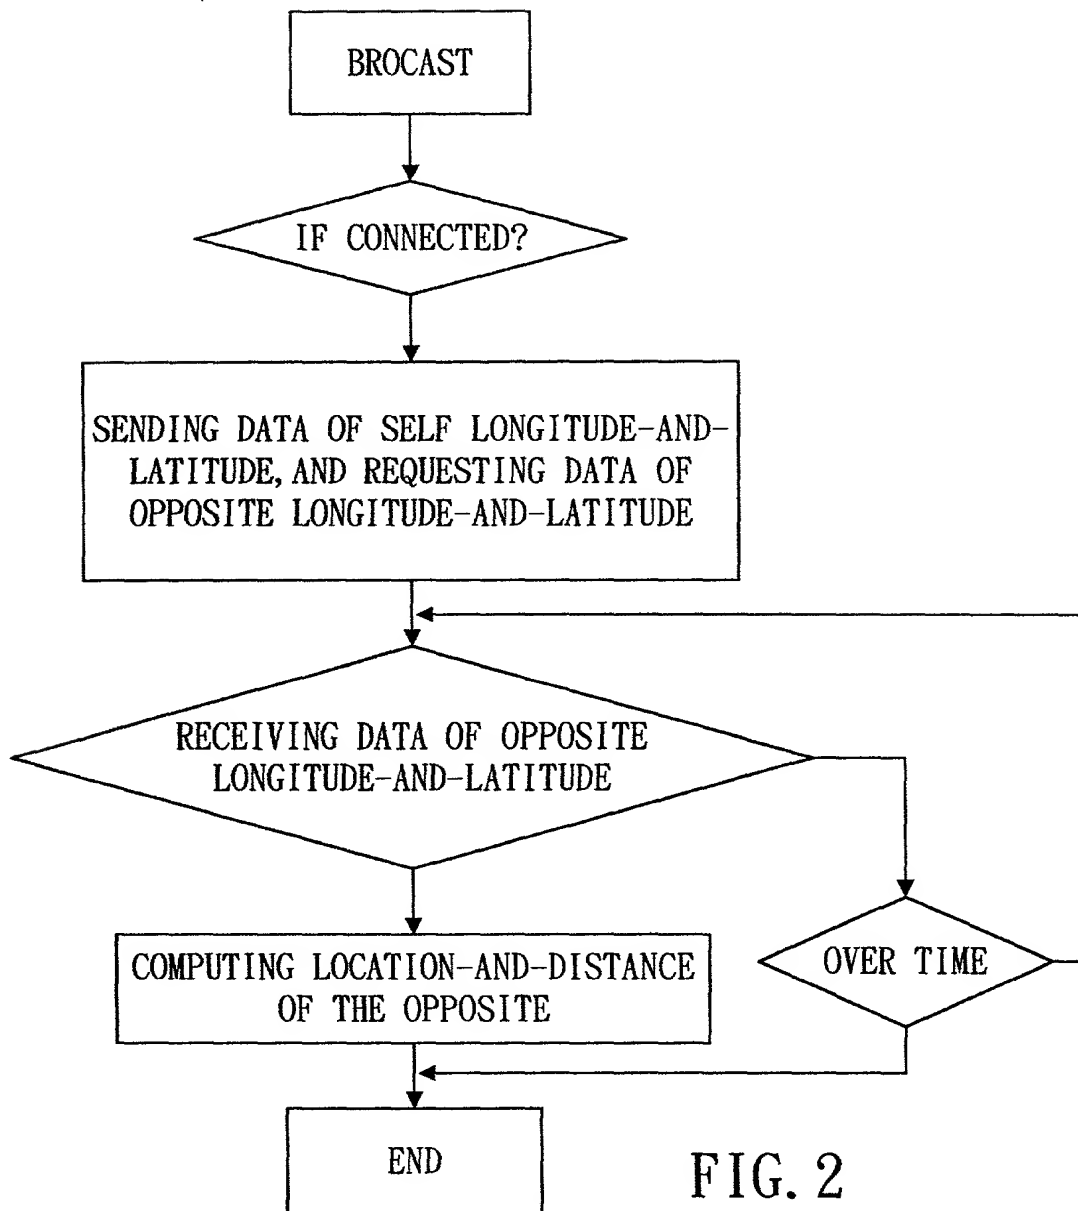 BROCAST
IF CONNECTED?
SENDING DATA OF SELF LONGITUDE-AND-
LATITUDE, AND REQUESTING DATA OF
OPPOSITE LONGITUDE-AND-LATITUDE
RECEIVING DATA OF OPPOSITE
LONGITUDE-AND-LATITUDE
OVER TIME
COMPUTING LOCATION-AND-DISTANCE
OF THE OPPOSITE
END
FIG. 2